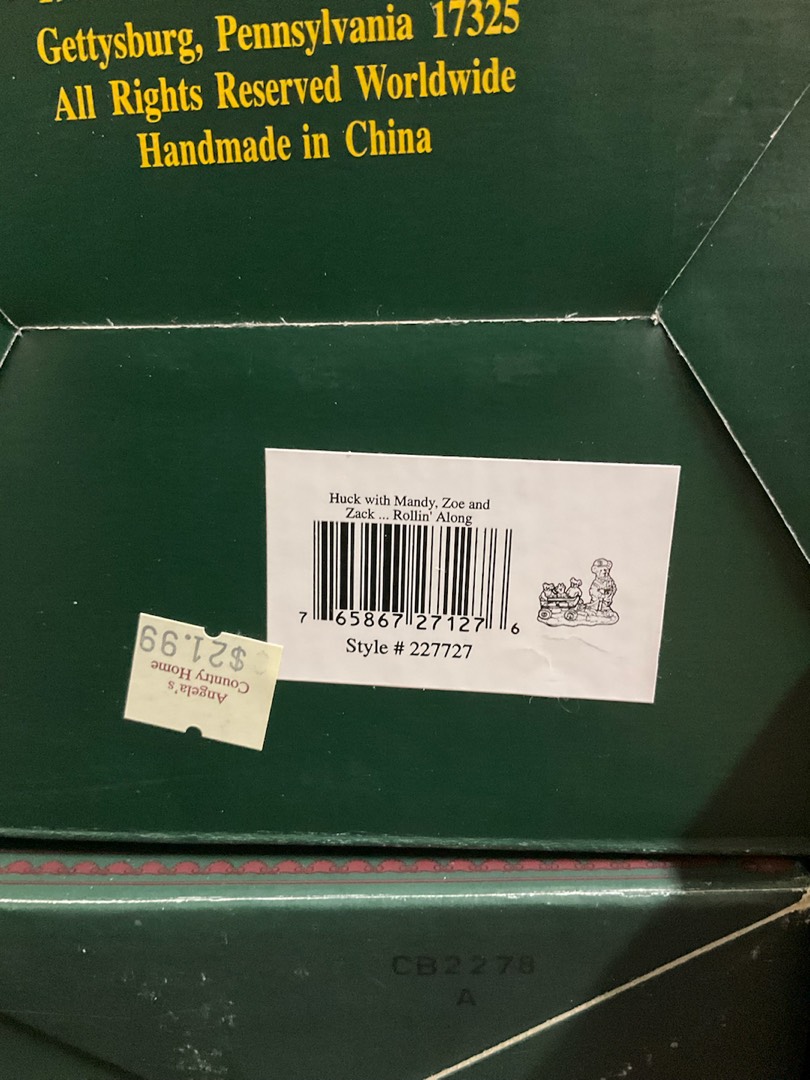 Gettysburg, Pennsylvania 17325
All Rights Reserved Worldwide
Handmade in China
Huck with Mandy, Zoe and
Zack ... Rollin' Along
7 65867 27127 6
Style # 227727
Angela's
Country Home
$21.99
CB2278
A